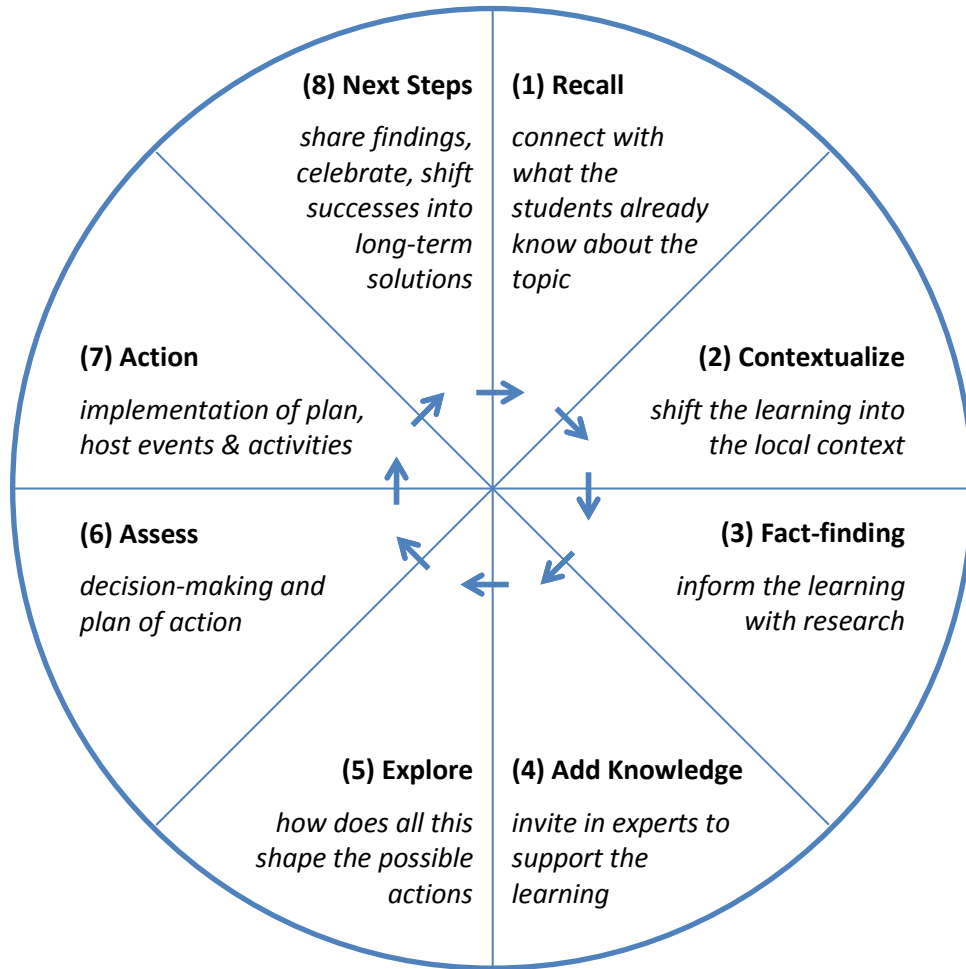 (1) Recall
connect with
what the
students already
know about the
topic
(2) Contextualize
shift the learning into
the local context
(3) Fact-finding
inform the learning
with research
(4) Add Knowledge
invite in experts to
support the
learning
(5) Explore
how does all this
shape the possible
actions
(6) Assess
decision-making and
plan of action
(7) Action
implementation of plan,
host events & activities
(8) Next Steps
share findings,
celebrate, shift
successes into
long-term
solutions